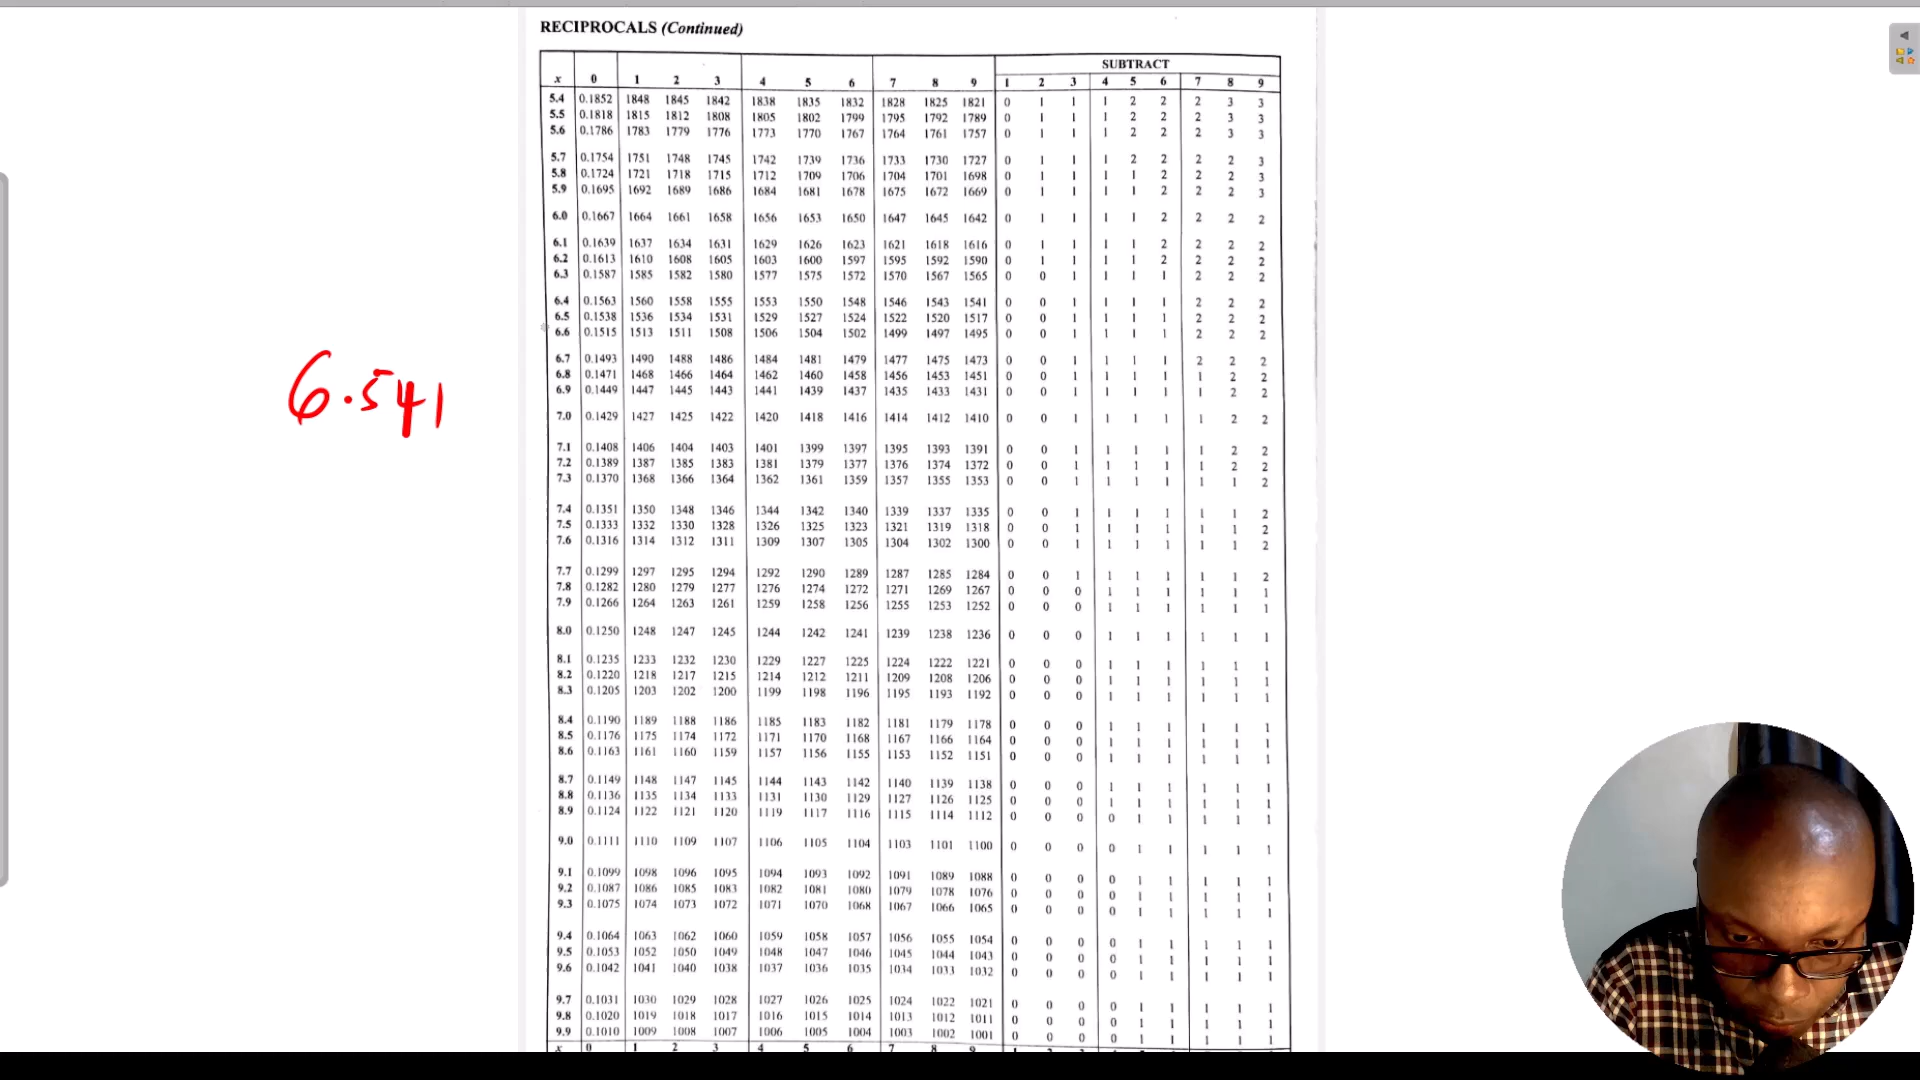 RECIPROCALS (Continued)
SUBTRACT
x 0 1 2 3 4 5 6 7 8 9 1 2 3 4 5 6 7 8 9
5.4 0.1852 1848 1845 1842 1838 1835 1832 1828 1825 1821 0 1 1 1 2 2 2 3 3
5.5 0.1818 1815 1812 1808 1805 1802 1799 1795 1792 1789 0 1 1 1 2 2 2 3 3
5.6 0.1786 1783 1779 1776 1773 1770 1767 1764 1761 1757 0 1 1 1 2 2 2 3 3
5.7 0.1754 1751 1748 1745 1742 1739 1736 1733 1730 1727 0 1 1 1 2 2 2 2 3
5.8 0.1724 1721 1718 1715 1712 1709 1706 1704 1701 1698 0 1 1 1 1 2 2 2 3
5.9 0.1695 1692 1689 1686 1684 1681 1678 1675 1672 1669 0 1 1 1 1 2 2 2 3
6.0 0.1667 1664 1661 1658 1656 1653 1650 1647 1645 1642 0 1 1 1 1 2 2 2 2
6.1 0.1639 1637 1634 1631 1629 1626 1623 1621 1618 1616 0 1 1 1 1 2 2 2 2
6.2 0.1613 1610 1608 1605 1603 1600 1597 1595 1592 1590 0 1 1 1 1 2 2 2 2
6.3 0.1587 1585 1582 1580 1577 1575 1572 1570 1567 1565 0 0 1 1 1 1 2 2 2
6.4 0.1563 1560 1558 1555 1553 1550 1548 1546 1543 1541 0 0 1 1 1 1 2 2 2
6.5 0.1538 1536 1534 1531 1529 1527 1524 1522 1520 1517 0 0 1 1 1 1 2 2 2
6.6 0.1515 1513 1511 1508 1506 1504 1502 1499 1497 1495 0 0 1 1 1 1 2 2 2
6.541
6.7 0.1493 1490 1488 1486 1484 1481 1479 1477 1475 1473 0 0 1 1 1 1 2 2 2
6.8 0.1471 1468 1466 1464 1462 1460 1458 1456 1453 1451 0 0 1 1 1 1 1 2 2
6.9 0.1449 1447 1445 1443 1441 1439 1437 1435 1433 1431 0 0 1 1 1 1 1 2 2
7.0 0.1429 1427 1425 1422 1420 1418 1416 1414 1412 1410 0 0 1 1 1 1 1 2 2
7.1 0.1408 1406 1404 1403 1401 1399 1397 1395 1393 1391 0 0 1 1 1 1 1 2 2
7.2 0.1389 1387 1385 1383 1381 1379 1377 1376 1374 1372 0 0 1 1 1 1 1 2 2
7.3 0.1370 1368 1366 1364 1362 1361 1359 1357 1355 1353 0 0 1 1 1 1 1 1 2
7.4 0.1351 1350 1348 1346 1344 1342 1340 1339 1337 1335 0 0 1 1 1 1 1 1 2
7.5 0.1333 1332 1330 1328 1326 1325 1323 1321 1319 1318 0 0 1 1 1 1 1 1 2
7.6 0.1316 1314 1312 1311 1309 1307 1305 1304 1302 1300 0 0 1 1 1 1 1 1 2
7.7 0.1299 1297 1295 1294 1292 1290 1289 1287 1285 1284 0 0 1 1 1 1 1 1 2
7.8 0.1282 1280 1279 1277 1276 1274 1272 1271 1269 1267 0 0 0 1 1 1 1 1 1
7.9 0.1266 1264 1263 1261 1259 1258 1256 1255 1253 1252 0 0 0 1 1 1 1 1 1
8.0 0.1250 1248 1247 1245 1244 1242 1241 1239 1238 1236 0 0 0 1 1 1 1 1 1
8.1 0.1235 1233 1232 1230 1229 1227 1225 1224 1222 1221 0 0 0 1 1 1 1 1 1
8.2 0.1220 1218 1217 1215 1214 1212 1211 1209 1208 1206 0 0 0 1 1 1 1 1 1
8.3 0.1205 1203 1202 1200 1199 1198 1196 1195 1193 1192 0 0 0 1 1 1 1 1 1
8.4 0.1190 1189 1188 1186 1185 1183 1182 1181 1179 1178 0 0 0 1 1 1 1 1 1
8.5 0.1176 1175 1174 1172 1171 1170 1168 1167 1166 1164 0 0 0 1 1 1 1 1 1
8.6 0.1163 1161 1160 1159 1157 1156 1155 1153 1152 1151 0 0 0 1 1 1 1 1 1
8.7 0.1149 1148 1147 1145 1144 1143 1142 1140 1139 1138 0 0 0 1 1 1 1 1 1
8.8 0.1136 1135 1134 1133 1131 1130 1129 1127 1126 1125 0 0 0 1 1 1 1 1 1
8.9 0.1124 1122 1121 1120 1119 1117 1116 1115 1114 1112 0 0 0 0 1 1 1 1 1
9.0 0.1111 1110 1109 1107 1106 1105 1104 1103 1101 1100 0 0 0 0 1 1 1 1 1
9.1 0.1099 1098 1096 1095 1094 1093 1092 1091 1089 1088 0 0 0 0 1 1 1 1 1
9.2 0.1087 1086 1085 1083 1082 1081 1080 1079 1078 1076 0 0 0 0 1 1 1 1 1
9.3 0.1075 1074 1073 1072 1071 1070 1068 1067 1066 1065 0 0 0 0 1 1 1 1 1
9.4 0.1064 1063 1062 1060 1059 1058 1057 1056 1055 1054 0 0 0 0 1 1 1 1 1
9.5 0.1053 1052 1050 1049 1048 1047 1046 1045 1044 1043 0 0 0 0 1 1 1 1 1
9.6 0.1042 1041 1040 1038 1037 1036 1035 1034 1033 1032 0 0 0 0 1 1 1 1 1
9.7 0.1031 1030 1029 1028 1027 1026 1025 1024 1022 1021 0 0 0 0 1 1 1 1 1
9.8 0.1020 1019 1018 1017 1016 1015 1014 1013 1012 1011 0 0 0 0 1 1 1 1 1
9.9 0.1010 1009 1008 1007 1006 1005 1004 1003 1002 1001 0 0 0 0 1 1 1 1 1
x 0 1 2 3 4 5 6 7 8 9